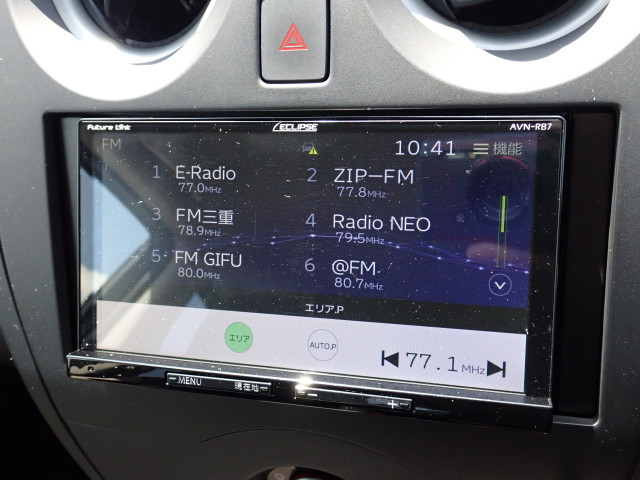 Future Link ECLIPSE AVN-RB7
FM 10:41 機能
1 E-Radio 2 ZIP-FM
77.0MHz 77.8MHz
3 FM三重 4 Radio NEO
78.9MHz 79.5MHz
5 FM GIFU 6 @FM
80.0MHz 80.7MHz
エリア.P
エリア AUTO.P 77.1MHz
MENU 現在地 − +